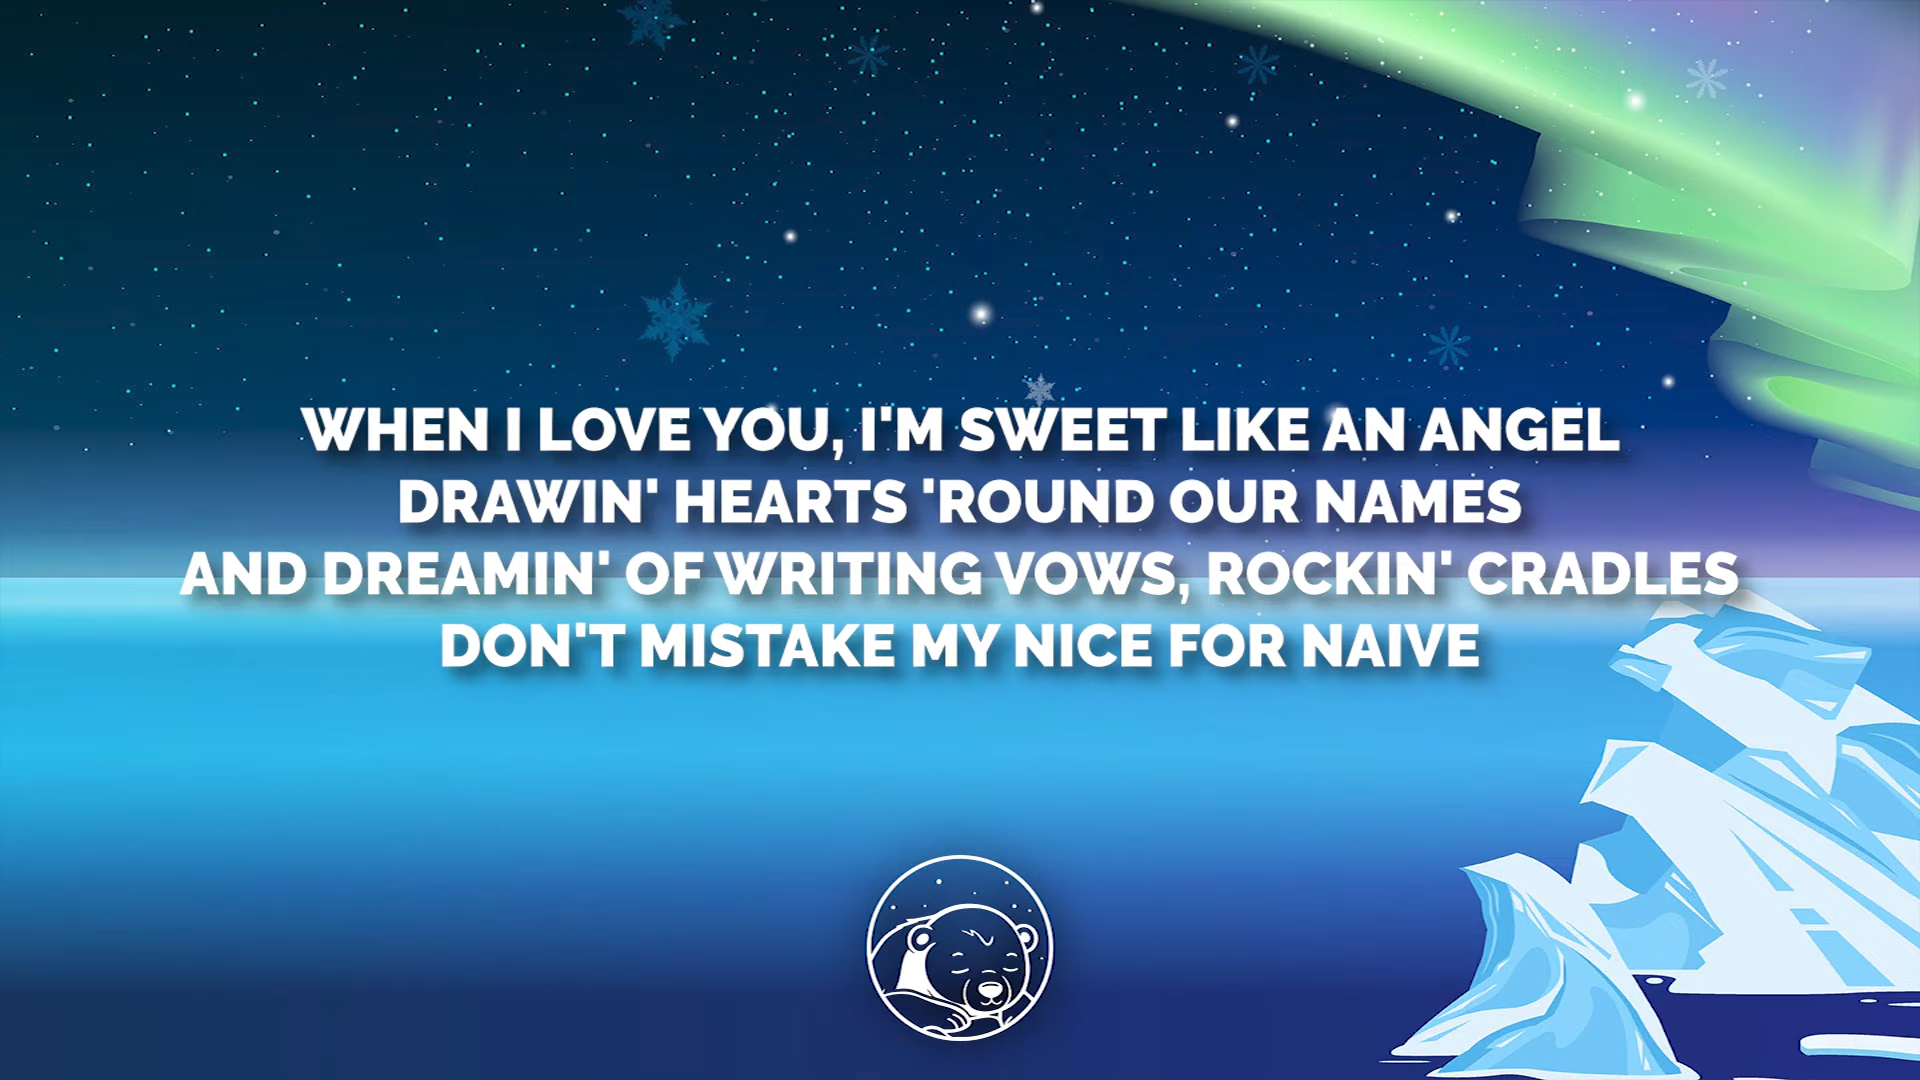 WHEN I LOVE YOU, I'M SWEET LIKE AN ANGEL
DRAWIN' HEARTS 'ROUND OUR NAMES
AND DREAMIN' OF WRITING VOWS, ROCKIN' CRADLES
DON'T MISTAKE MY NICE FOR NAIVE